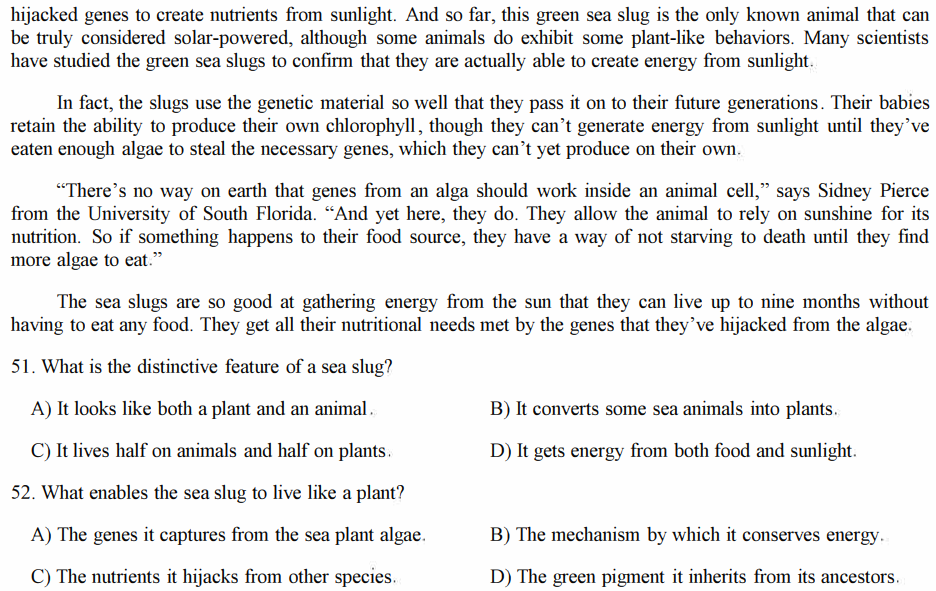 hijacked genes to create nutrients from sunlight. And so far, this green sea slug is the only known animal that can
be truly considered solar-powered, although some animals do exhibit some plant-like behaviors. Many scientists
have studied the green sea slugs to confirm that they are actually able to create energy from sunlight.
In fact, the slugs use the genetic material so well that they pass it on to their future generations. Their babies
retain the ability to produce their own chlorophyll, though they can't generate energy from sunlight until they've
eaten enough algae to steal the necessary genes, which they can't yet produce on their own.
“There's no way on earth that genes from an alga should work inside an animal cell,” says Sidney Pierce
from the University of South Florida. “And yet here, they do. They allow the animal to rely on sunshine for its
nutrition. So if something happens to their food source, they have a way of not starving to death until they find
more algae to eat.”
The sea slugs are so good at gathering energy from the sun that they can live up to nine months without
having to eat any food. They get all their nutritional needs met by the genes that they've hijacked from the algae.
51. What is the distinctive feature of a sea slug?
A) It looks like both a plant and an animal.
B) It converts some sea animals into plants.
C) It lives half on animals and half on plants.
D) It gets energy from both food and sunlight.
52. What enables the sea slug to live like a plant?
A) The genes it captures from the sea plant algae.
B) The mechanism by which it conserves energy.
C) The nutrients it hijacks from other species.
D) The green pigment it inherits from its ancestors.